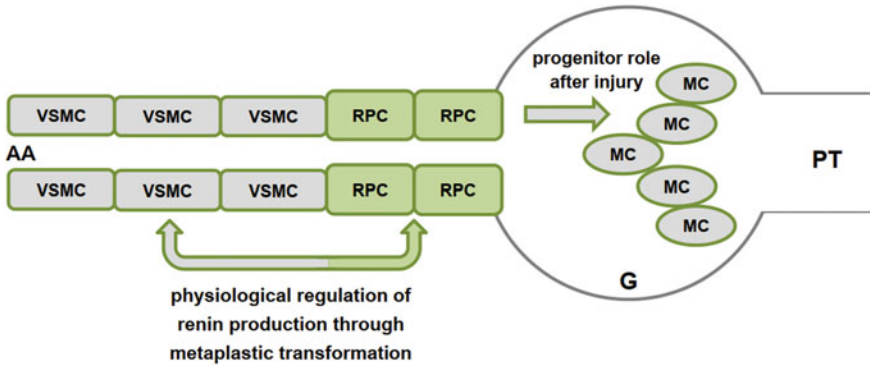 progenitor role
after injury
VSMC VSMC VSMC RPC RPC
MC
MC
MC
MC
MC
AA
VSMC VSMC VSMC RPC RPC
PT
G
physiological regulation of
renin production through
metaplastic transformation